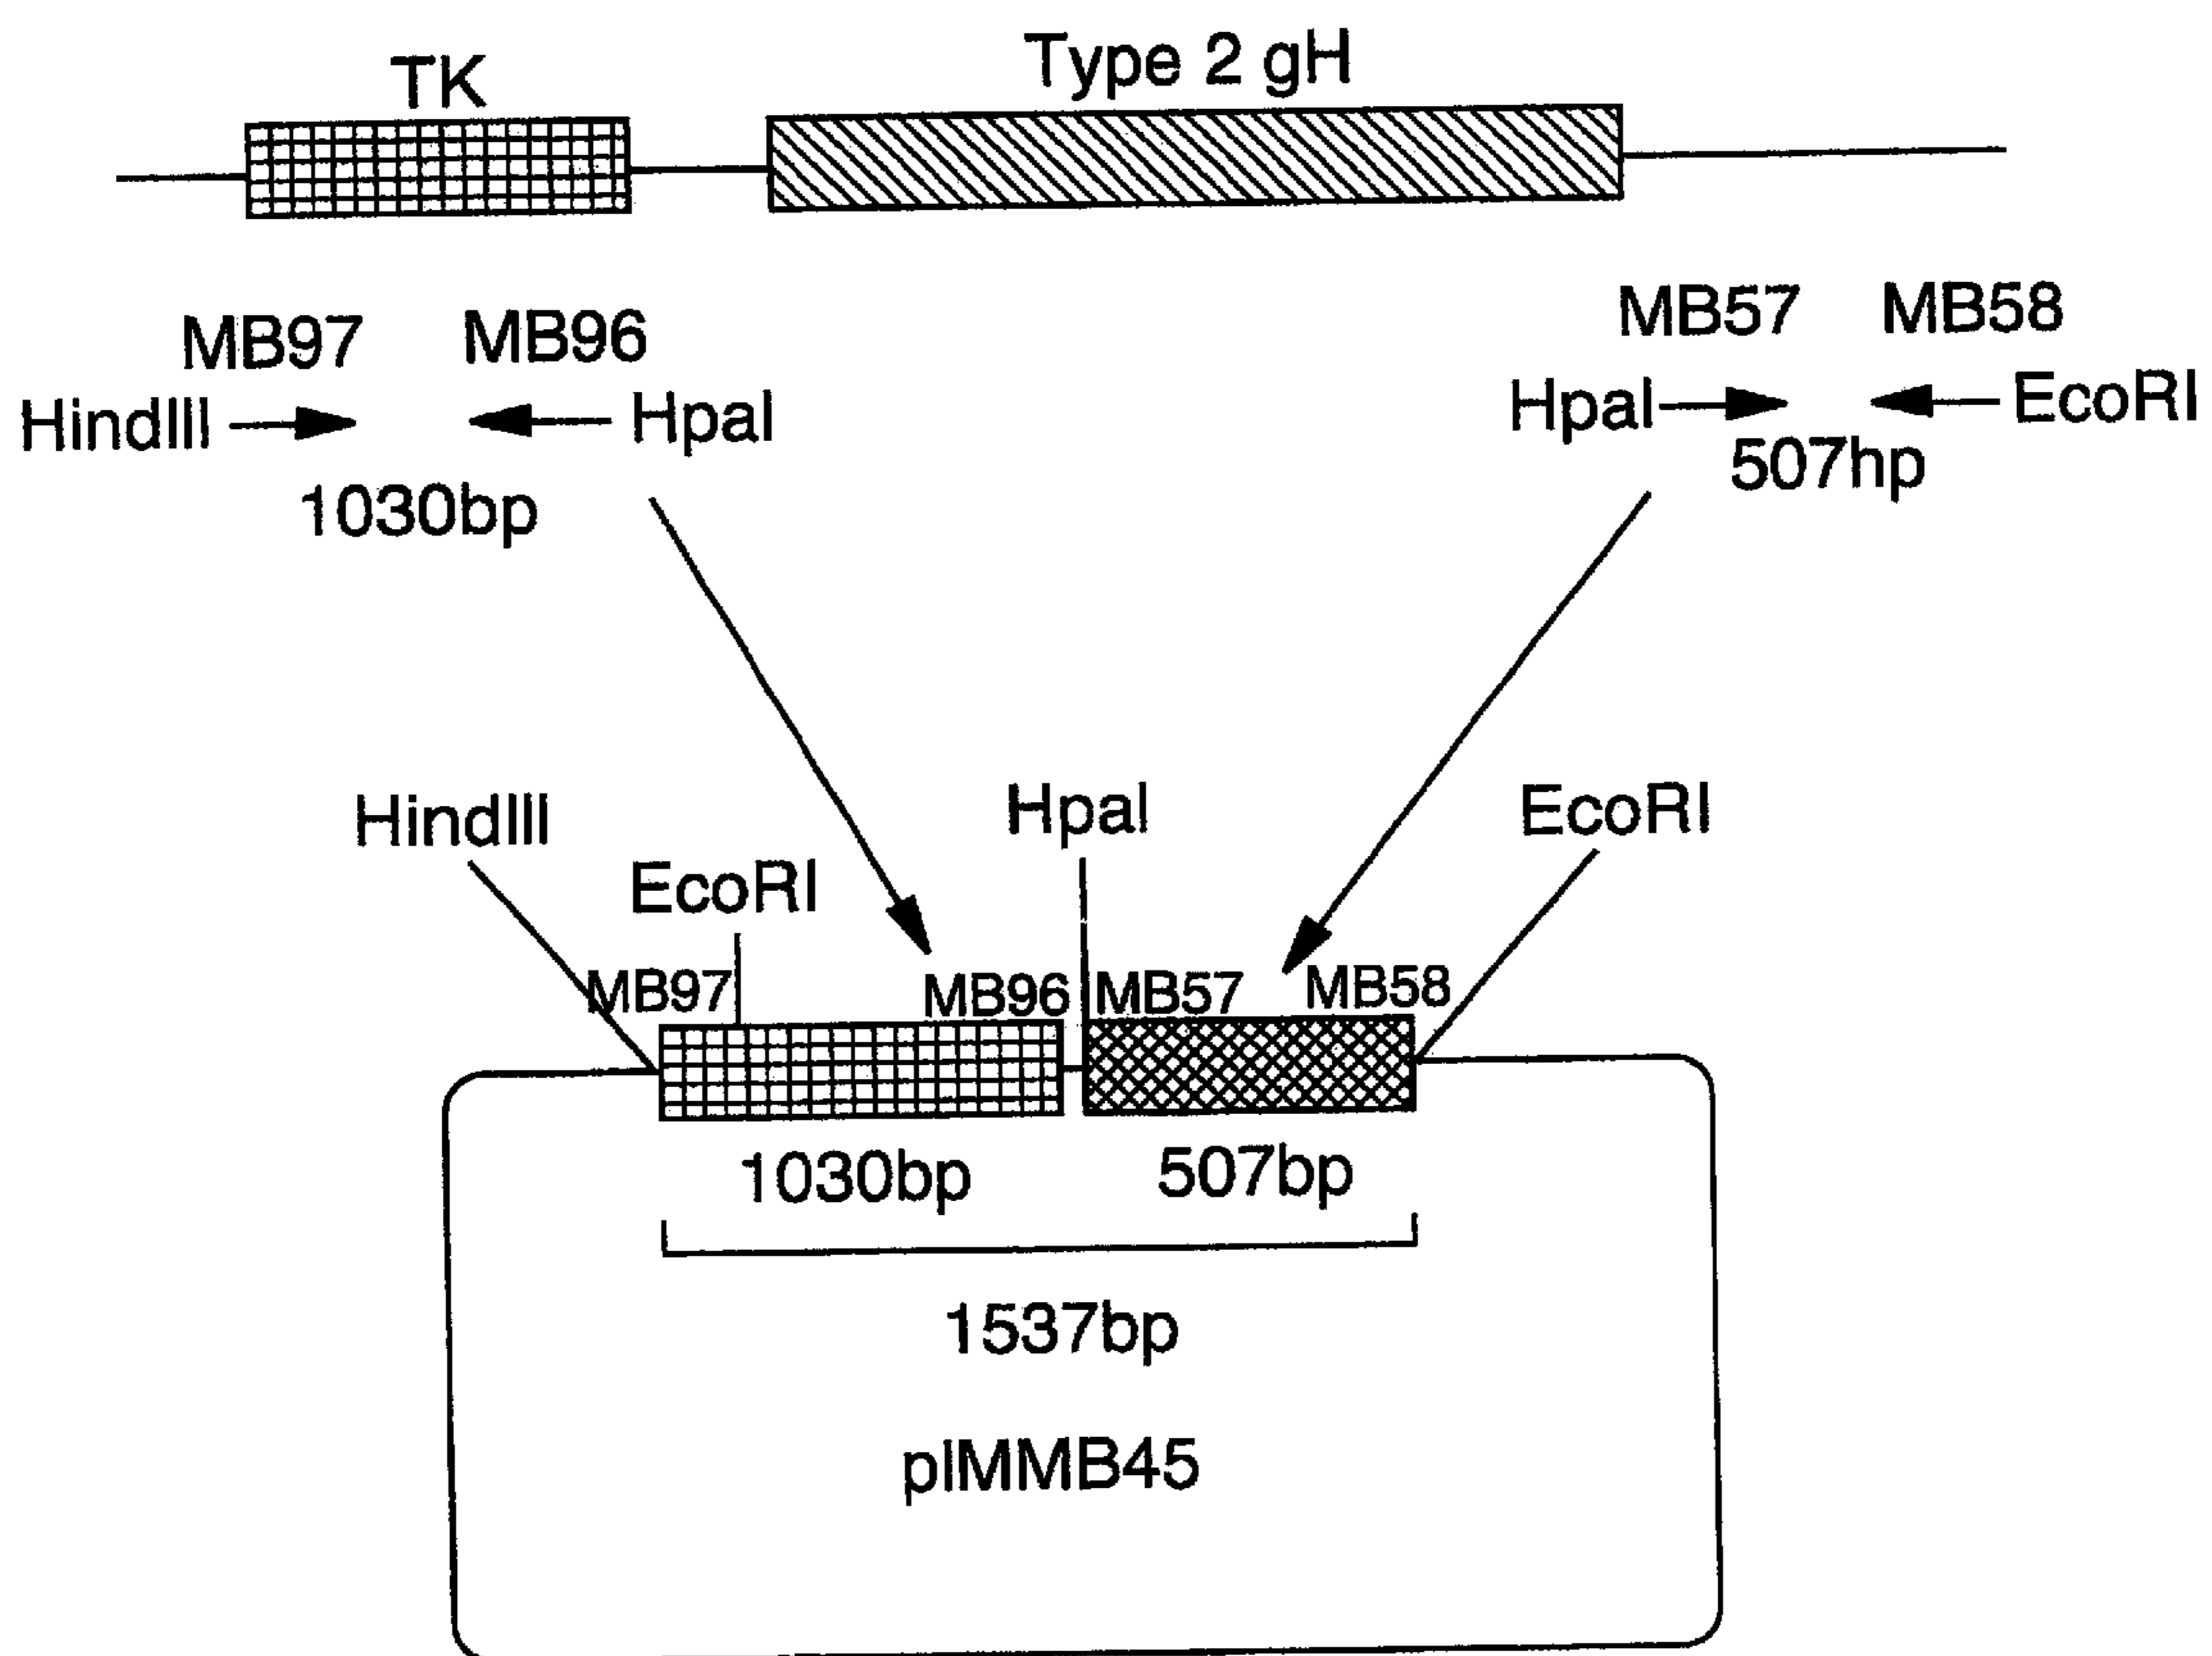 TK
Type 2 gH
MB97
MB96
MB57
MB58
HindIII
HpaI
HpaI
EcoRI
1030bp
507hp
HindIII
EcoRI
HpaI
EcoRI
MB97
MB96
MB57
MB58
1030bp
507bp
1537bp
pIMMB45